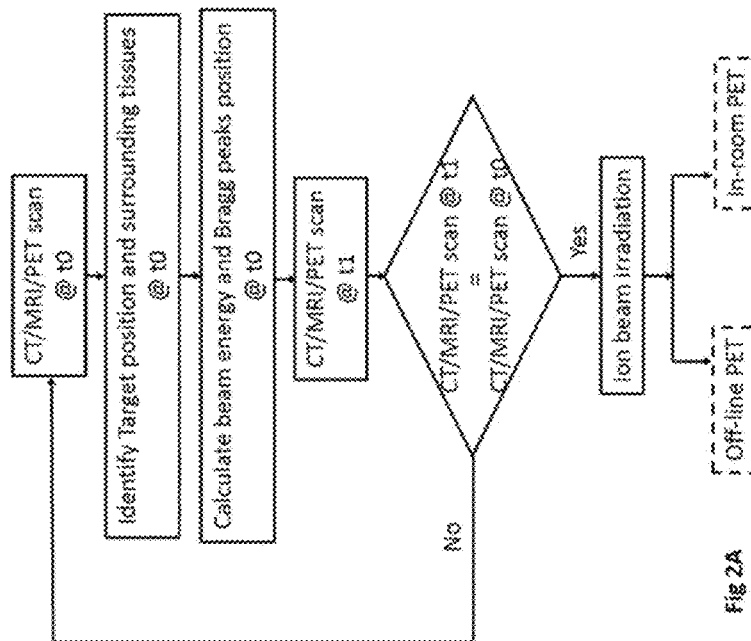 CT/MRI/PET scan
@ t0
Identify Target position and surrounding tissues
@ t0
Calculate beam energy and Bragg peaks position
@ t0
CT/MRI/PET scan
@ t1
CT/MRI/PET scan @ t1
=
CT/MRI/PET scan @ t0
No
Yes
Ion beam irradiation
Off-line PET
In-room PET
Fig 2A